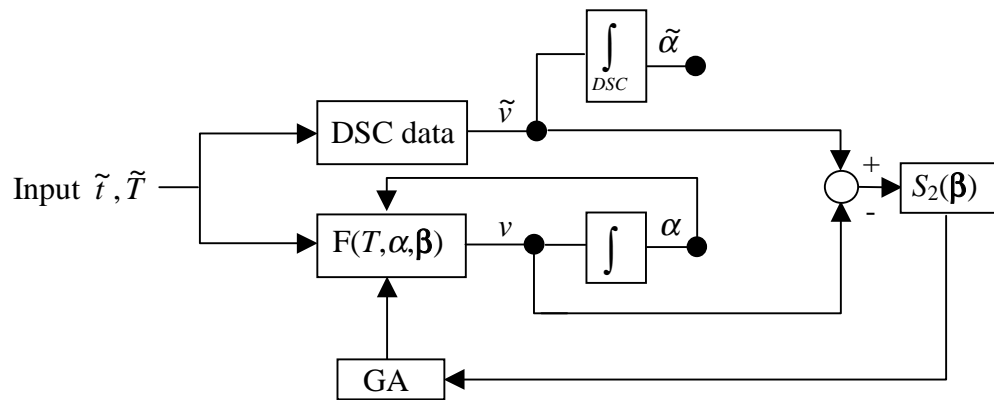 ∫
DSC
α̃
DSC data
ṽ
+
Input t̃ , T̃
S₂(β)
-
F(T,α,β)
v
∫
α
GA